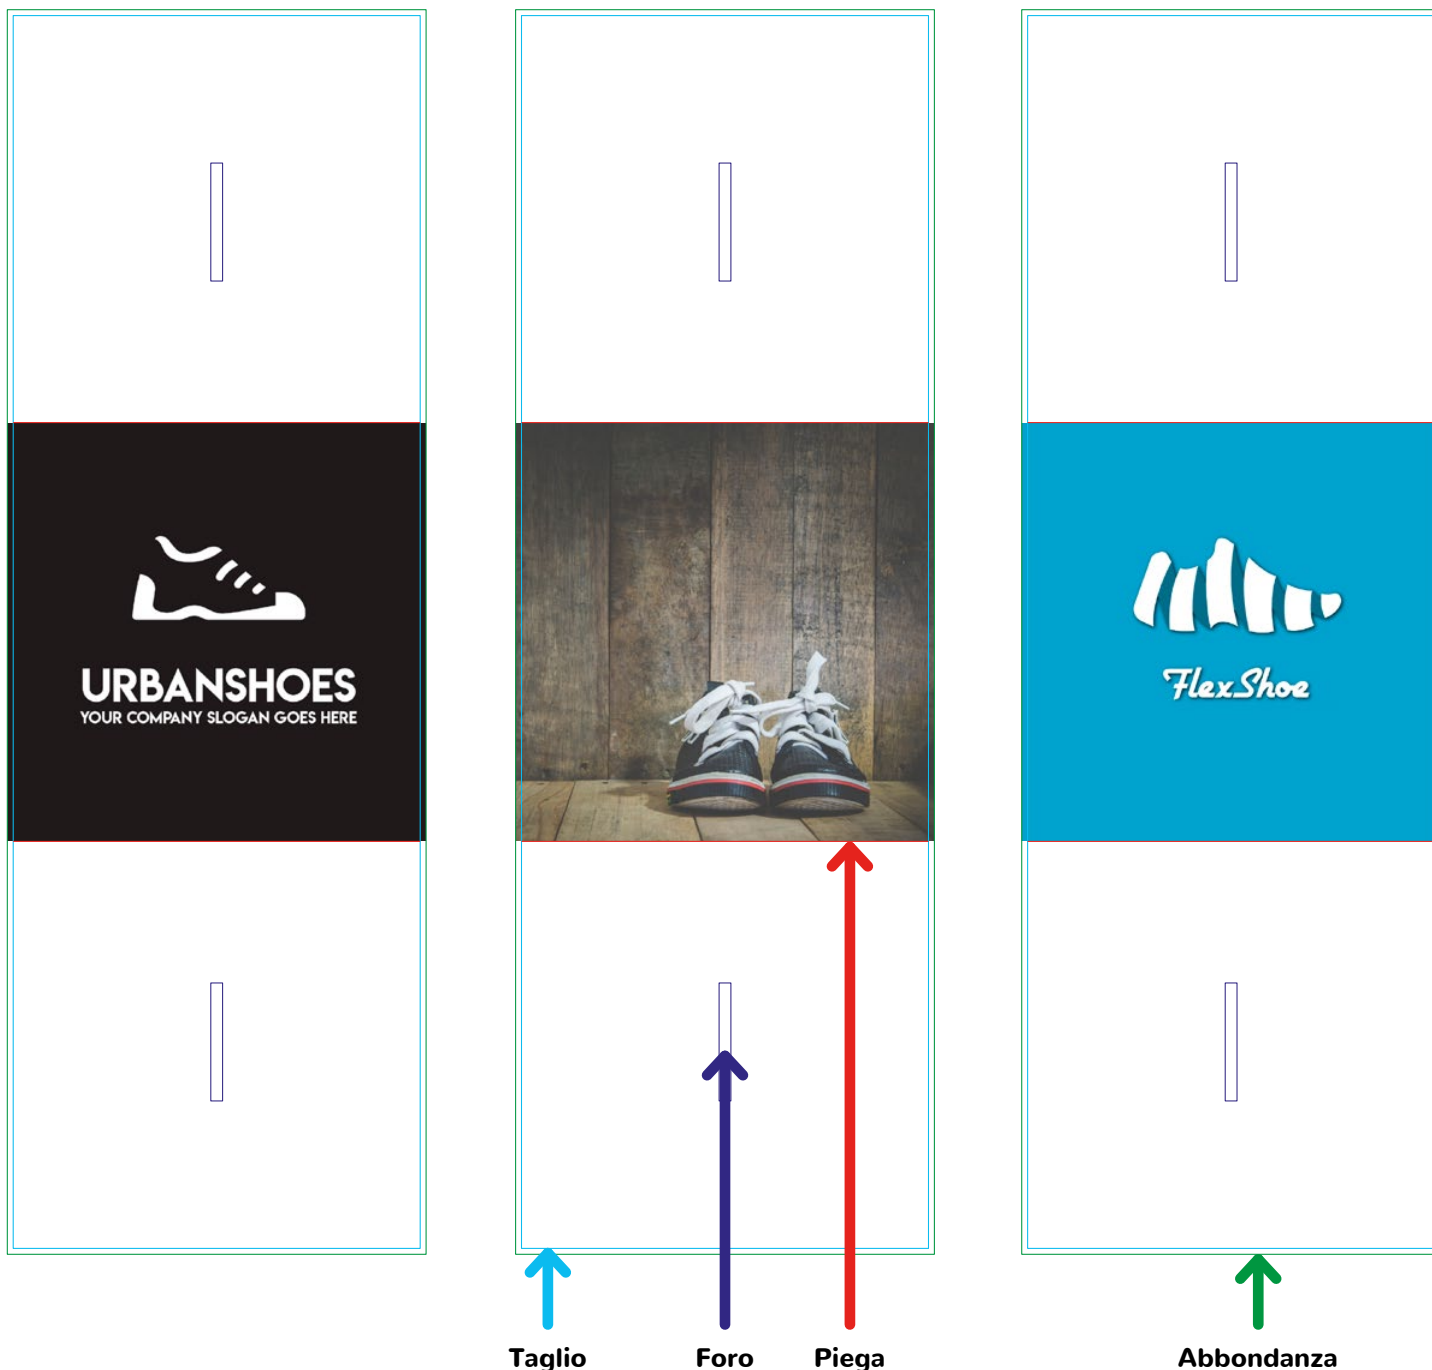 URBANSHOES
YOUR COMPANY SLOGAN GOES HERE
FlexShoe
Taglio
Foro
Piega
Abbondanza